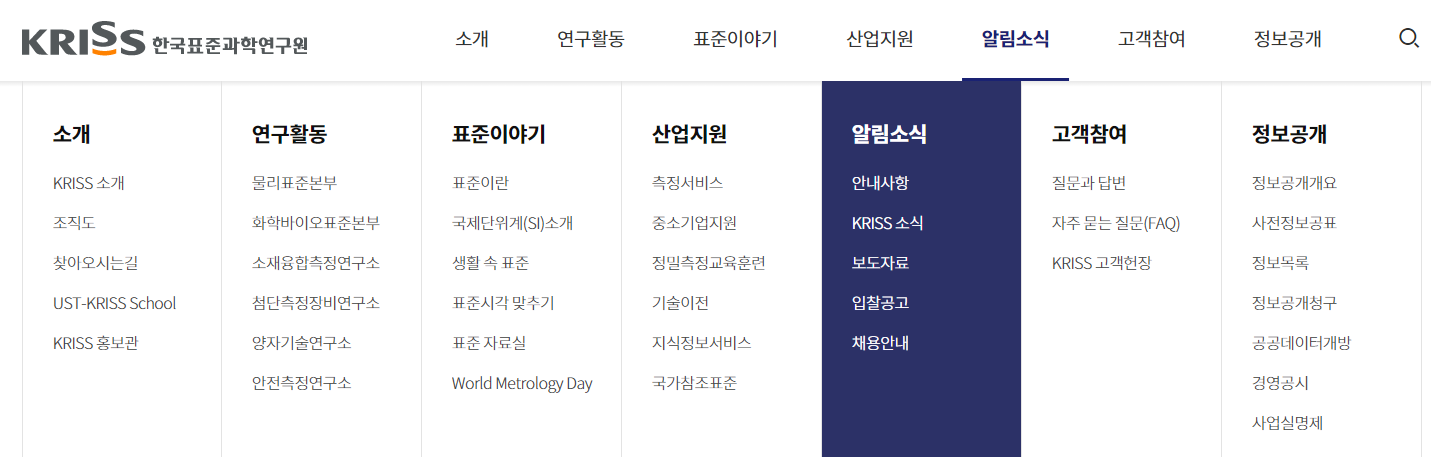 KRISS 한국표준과학연구원
소개 연구활동 표준이야기 산업지원 알림소식 고객참여 정보공개
소개
KRISS 소개
조직도
찾아오시는길
UST-KRISS School
KRISS 홍보관
연구활동
물리표준본부
화학바이오표준본부
소재융합측정연구소
첨단측정장비연구소
양자기술연구소
안전측정연구소
표준이야기
표준이란
국제단위계(SI)소개
생활 속 표준
표준시각 맞추기
표준 자료실
World Metrology Day
산업지원
측정서비스
중소기업지원
정밀측정교육훈련
기술이전
지식정보서비스
국가참조표준
알림소식
안내사항
KRISS 소식
보도자료
입찰공고
채용안내
고객참여
질문과 답변
자주 묻는 질문(FAQ)
KRISS 고객헌장
정보공개
정보공개개요
사전정보공표
정보목록
정보공개청구
공공데이터개방
경영공시
사업실명제